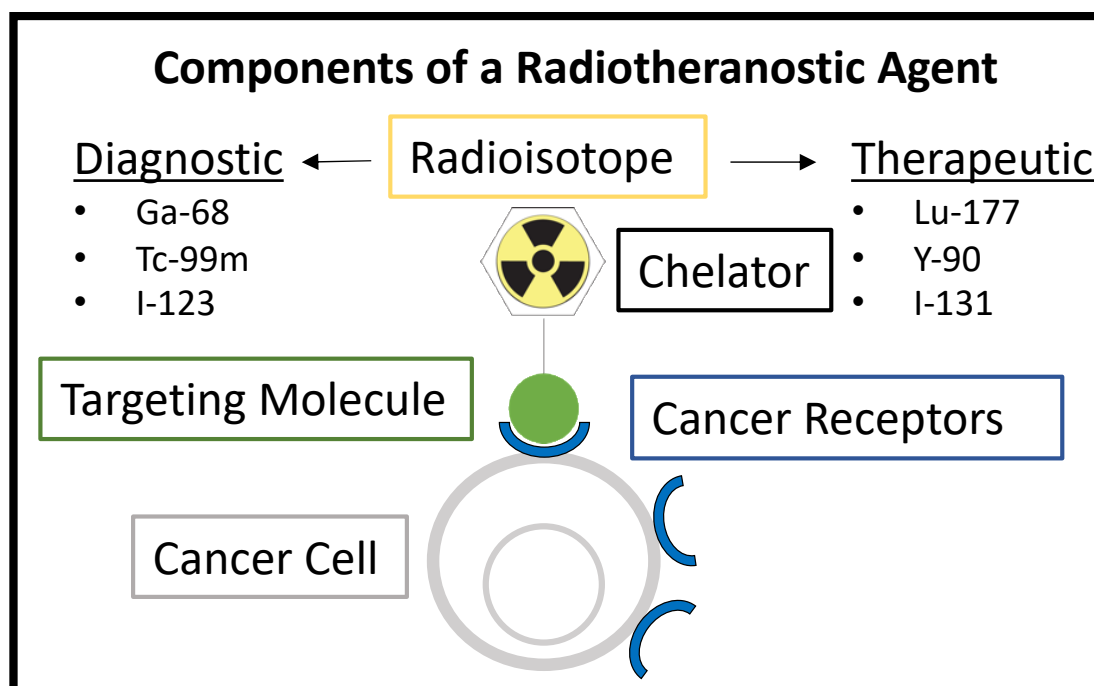 Components of a Radiotheranostic Agent
Diagnostic
Radioisotope
Therapeutic
• Ga-68
• Tc-99m
• I-123
Chelator
• Lu-177
• Y-90
• I-131
Targeting Molecule
Cancer Receptors
Cancer Cell